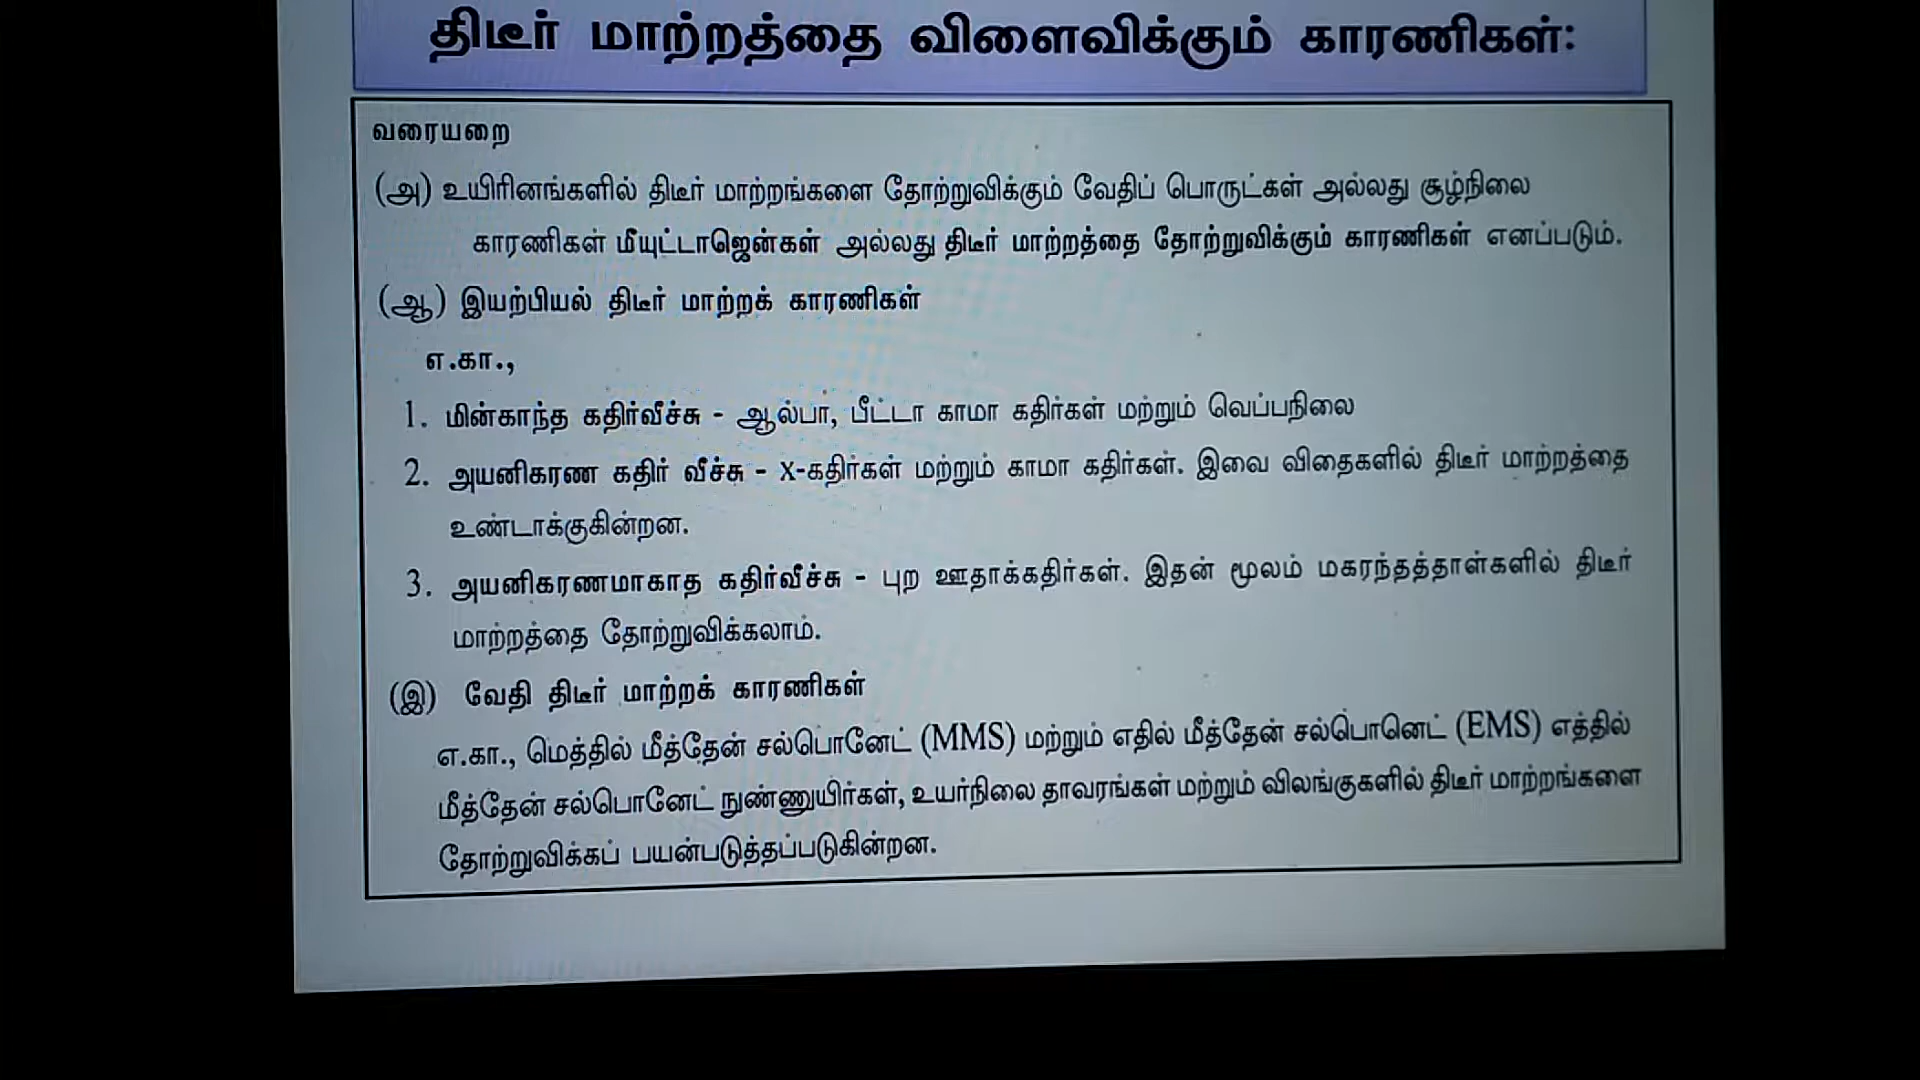 திடீர் மாற்றத்தை விளைவிக்கும் காரணிகள்:
வரையறை
(அ) உயிரினங்களில் திடீர் மாற்றங்களை தோற்றுவிக்கும் வேதிப் பொருட்கள் அல்லது சூழ்நிலை
காரணிகள் மீயுட்டாஜென்கள் அல்லது திடீர் மாற்றத்தை தோற்றுவிக்கும் காரணிகள் எனப்படும்.
(ஆ) இயற்பியல் திடீர் மாற்றக் காரணிகள்
எ.கா.,
1. மின்காந்த கதிர்வீச்சு - ஆல்பா, பீட்டா காமா கதிர்கள் மற்றும் வெப்பநிலை
2. அயனிகரண கதிர் வீச்சு - x-கதிர்கள் மற்றும் காமா கதிர்கள். இவை விதைகளில் திடீர் மாற்றத்தை
உண்டாக்குகின்றன.
3. அயனிகரணமாகாத கதிர்வீச்சு - புற ஊதாக்கதிர்கள். இதன் மூலம் மகரந்தத்தாள்களில் திடீர்
மாற்றத்தை தோற்றுவிக்கலாம்.
(இ) வேதி திடீர் மாற்றக் காரணிகள்
எ.கா., மெத்தில் மீத்தேன் சல்பொனேட் (MMS) மற்றும் எதில் மீத்தேன் சல்பொனெட் (EMS) எத்தில்
மீத்தேன் சல்பொனேட் நுண்ணுயிர்கள், உயர்நிலை தாவரங்கள் மற்றும் விலங்குகளில் திடீர் மாற்றங்களை
தோற்றுவிக்கப் பயன்படுத்தப்படுகின்றன.